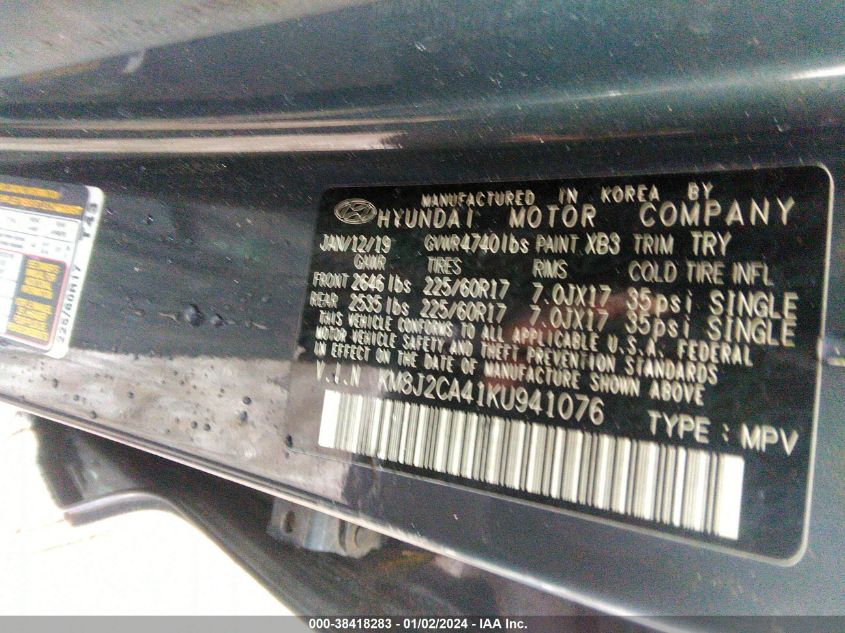 MANUFACTURED IN KOREA BY
HYUNDAI MOTOR COMPANY
JAN/12/19 GVWR4740lbs PAINT XB3 TRIM TRY
GAWR TIRES RIMS COLD TIRE INFL
FRONT 2646 lbs 225/60R17 7.0JX17 35psi SINGLE
REAR 2535 lbs 225/60R17 7.0JX17 35psi SINGLE
THIS VEHICLE CONFORMS TO ALL APPLICABLE U.S.A. FEDERAL
MOTOR VEHICLE SAFETY AND THEFT PREVENTION STANDARDS
IN EFFECT ON THE DATE OF MANUFACTURE SHOWN ABOVE
V.I.N KM8J2CA41KU941076 TYPE : MPV
225/60R17 T43
000-38418283 - 01/02/2024 - IAA Inc.